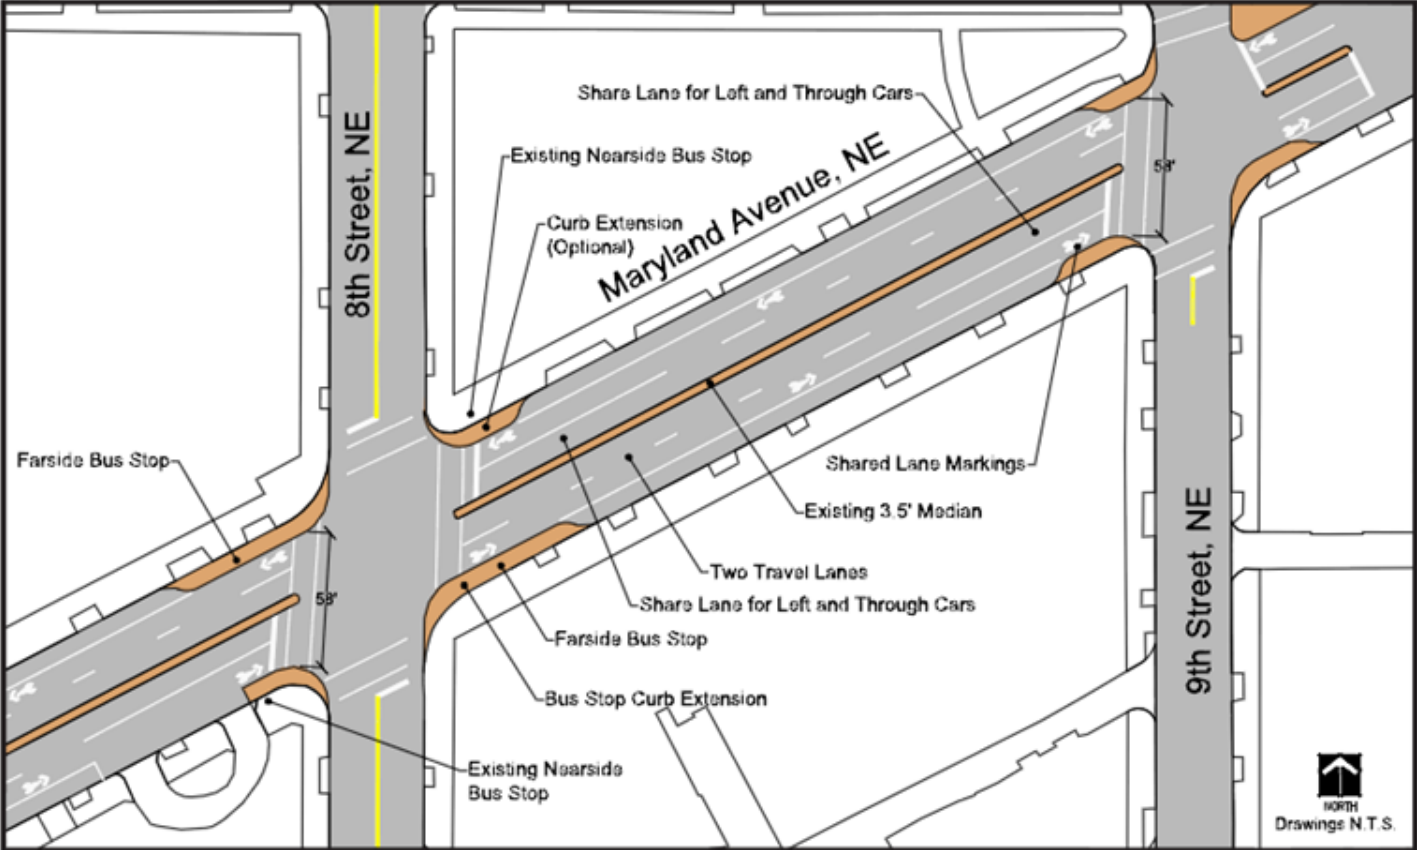 8th Street, NE
Share Lane for Left and Through Cars
Existing Nearside Bus Stop
Curb Extension
(Optional)
Maryland Avenue, NE
58'
Farside Bus Stop
Shared Lane Markings
Existing 3.5' Median
Two Travel Lanes
58'
Share Lane for Left and Through Cars
Farside Bus Stop
Bus Stop Curb Extension
9th Street, NE
Existing Nearside
Bus Stop
NORTH
Drawings N.T.S.